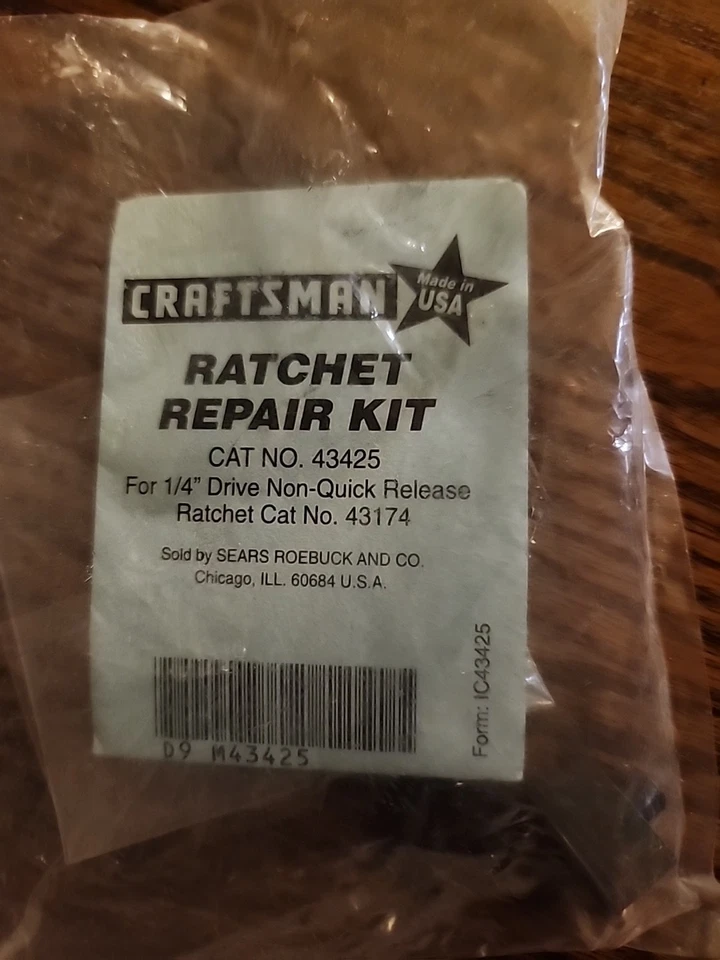 CRAFTSMAN
Made in
USA
RATCHET
REPAIR KIT
CAT NO. 43425
For 1/4" Drive Non-Quick Release
Ratchet Cat No. 43174
Sold by SEARS ROEBUCK AND CO.
Chicago, ILL. 60684 U.S.A.
D9 M43425
Form: IC43425